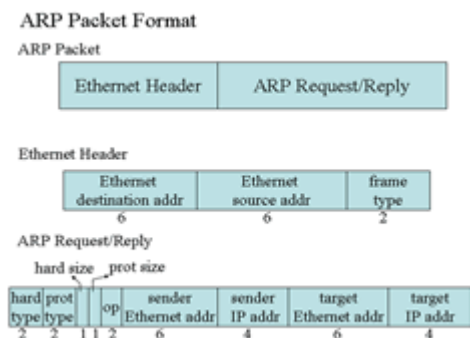 ARP Packet Format
ARP Packet
Ethernet Header ARP Request/Reply
Ethernet Header
Ethernet destination addr Ethernet source addr frame type
6 6 2
ARP Request/Reply
hard size prot size
hard type prot type op sender Ethernet addr sender IP addr target Ethernet addr target IP addr
2 2 1 1 2 6 4 6 4